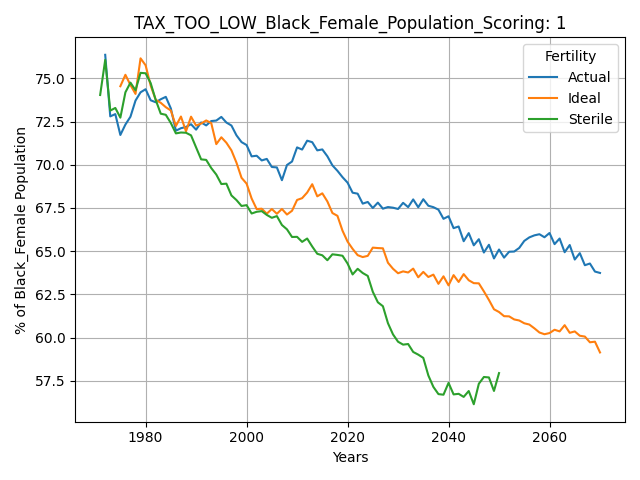 TAX_TOO_LOW_Black_Female_Population_Scoring: 1
Fertility
Actual
Ideal
Sterile
% of Black_Female Population
75.0
72.5
70.0
67.5
65.0
62.5
60.0
57.5
1980 2000 2020 2040 2060
Years